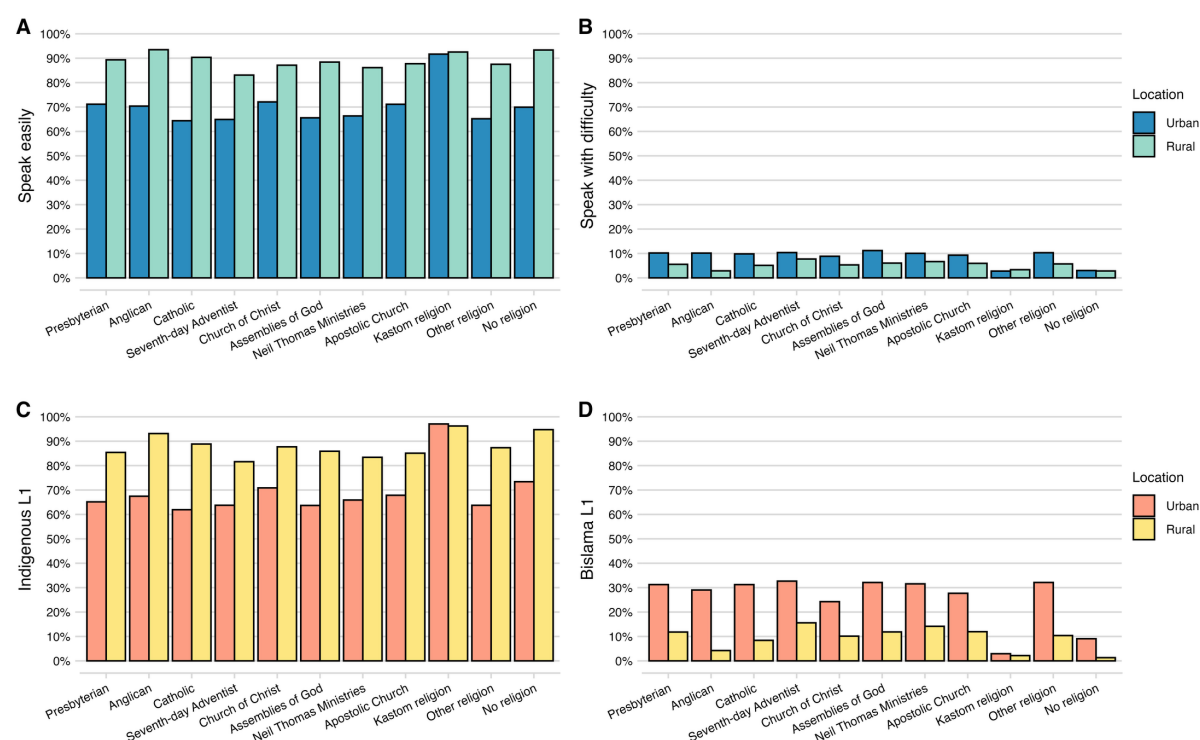 A
Speak easily
100%
90%
80%
70%
60%
50%
40%
30%
20%
10%
0%
Presbyterian
Anglican
Catholic
Seventh-day Adventist
Church of Christ
Assemblies of God
Neil Thomas Ministries
Apostolic Church
Kastom religion
Other religion
No religion
B
Speak with difficulty
100%
90%
80%
70%
60%
50%
40%
30%
20%
10%
0%
Presbyterian
Anglican
Catholic
Seventh-day Adventist
Church of Christ
Assemblies of God
Neil Thomas Ministries
Apostolic Church
Kastom religion
Other religion
No religion
Location
Urban
Rural
C
Indigenous L1
100%
90%
80%
70%
60%
50%
40%
30%
20%
10%
0%
Presbyterian
Anglican
Catholic
Seventh-day Adventist
Church of Christ
Assemblies of God
Neil Thomas Ministries
Apostolic Church
Kastom religion
Other religion
No religion
D
Bislama L1
100%
90%
80%
70%
60%
50%
40%
30%
20%
10%
0%
Presbyterian
Anglican
Catholic
Seventh-day Adventist
Church of Christ
Assemblies of God
Neil Thomas Ministries
Apostolic Church
Kastom religion
Other religion
No religion
Location
Urban
Rural